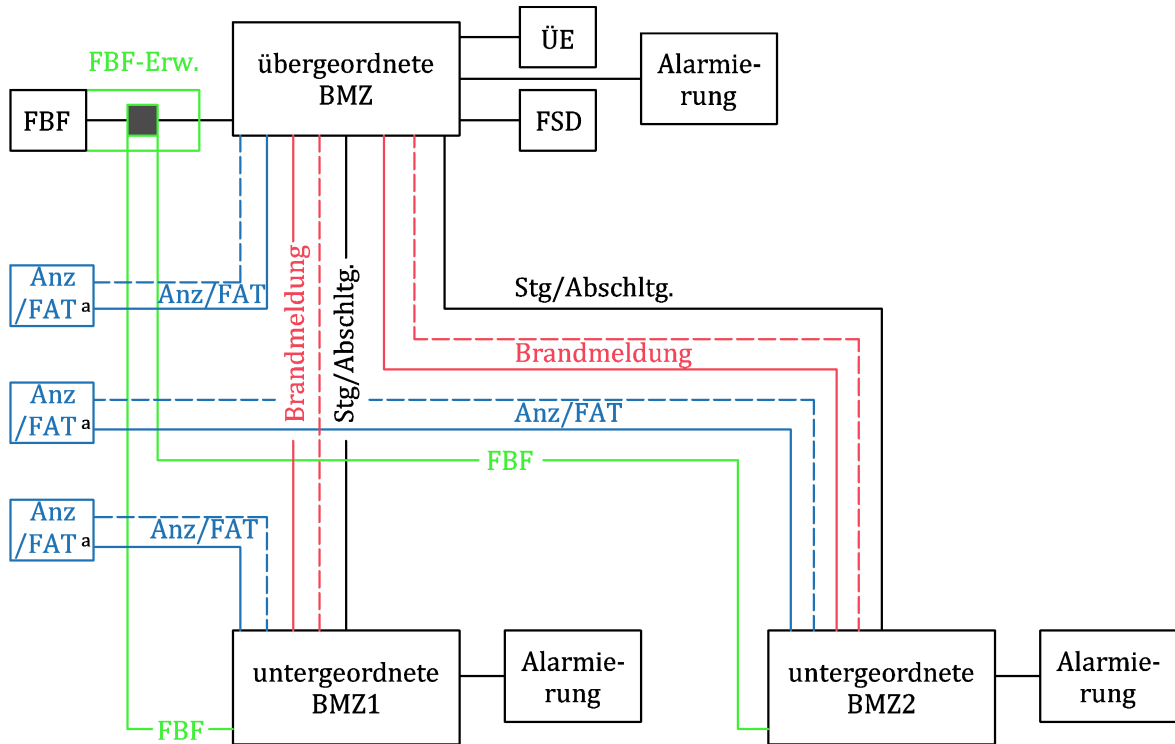 ÜE
FBF-Erw.
übergeordnete
BMZ
Alarmie-
rung
FBF
FSD
Anz
/FAT a
Anz/FAT
Brandmeldung
Stg/Abschltg.
Stg/Abschltg.
Brandmeldung
Anz
/FAT a
Anz/FAT
FBF
Anz
/FAT a
Anz/FAT
untergeordnete
BMZ1
Alarmie-
rung
untergeordnete
BMZ2
Alarmie-
rung
FBF